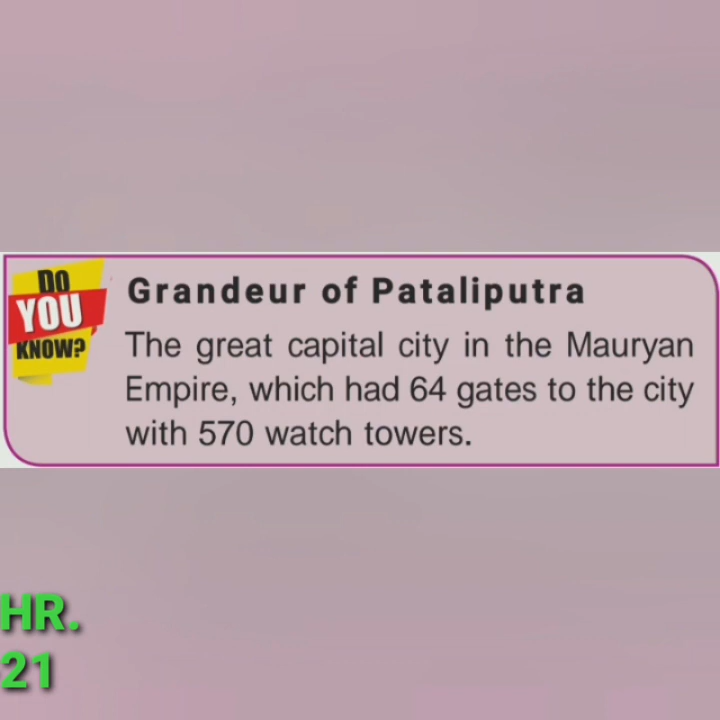 DO
YOU
KNOW?
Grandeur of Pataliputra
The great capital city in the Mauryan
Empire, which had 64 gates to the city
with 570 watch towers.
HR.
21